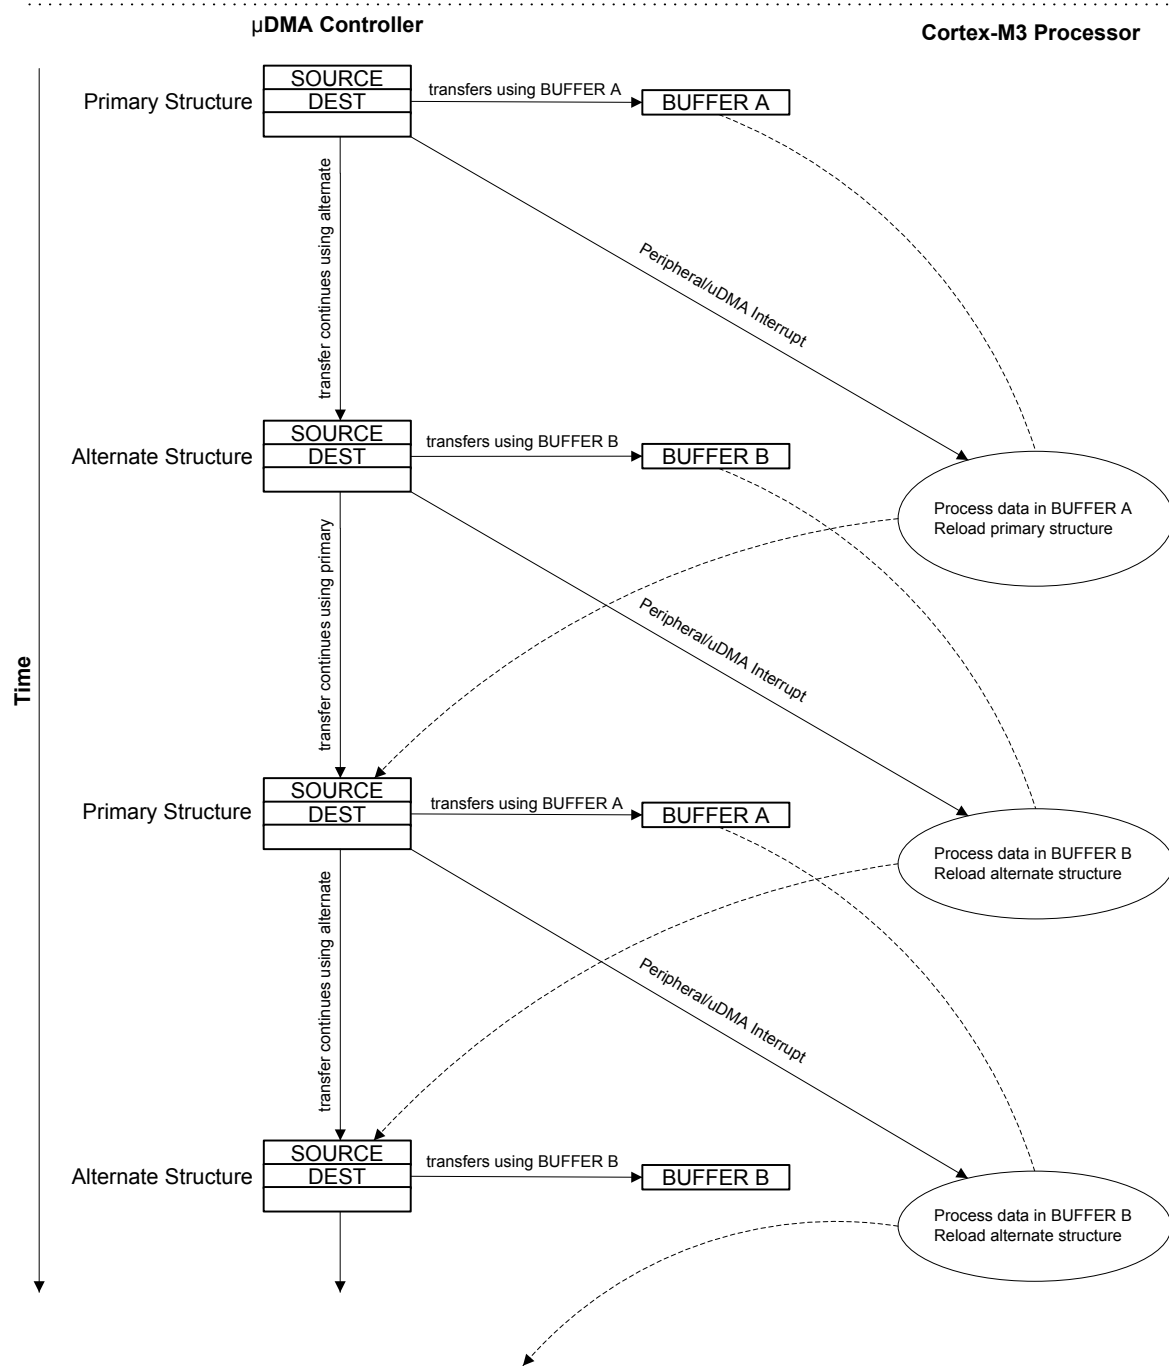 µDMA Controller
Cortex-M3 Processor
SOURCE
Primary Structure
DEST
transfers using BUFFER A
BUFFER A
transfer continues using alternate
Peripheral/uDMA Interrupt
SOURCE
Alternate Structure
DEST
transfers using BUFFER B
BUFFER B
Process data in BUFFER A
Reload primary structure
transfer continues using primary
Peripheral/uDMA Interrupt
Time
SOURCE
Primary Structure
DEST
transfers using BUFFER A
BUFFER A
Process data in BUFFER B
Reload alternate structure
transfer continues using alternate
Peripheral/uDMA Interrupt
SOURCE
Alternate Structure
DEST
transfers using BUFFER B
BUFFER B
Process data in BUFFER B
Reload alternate structure